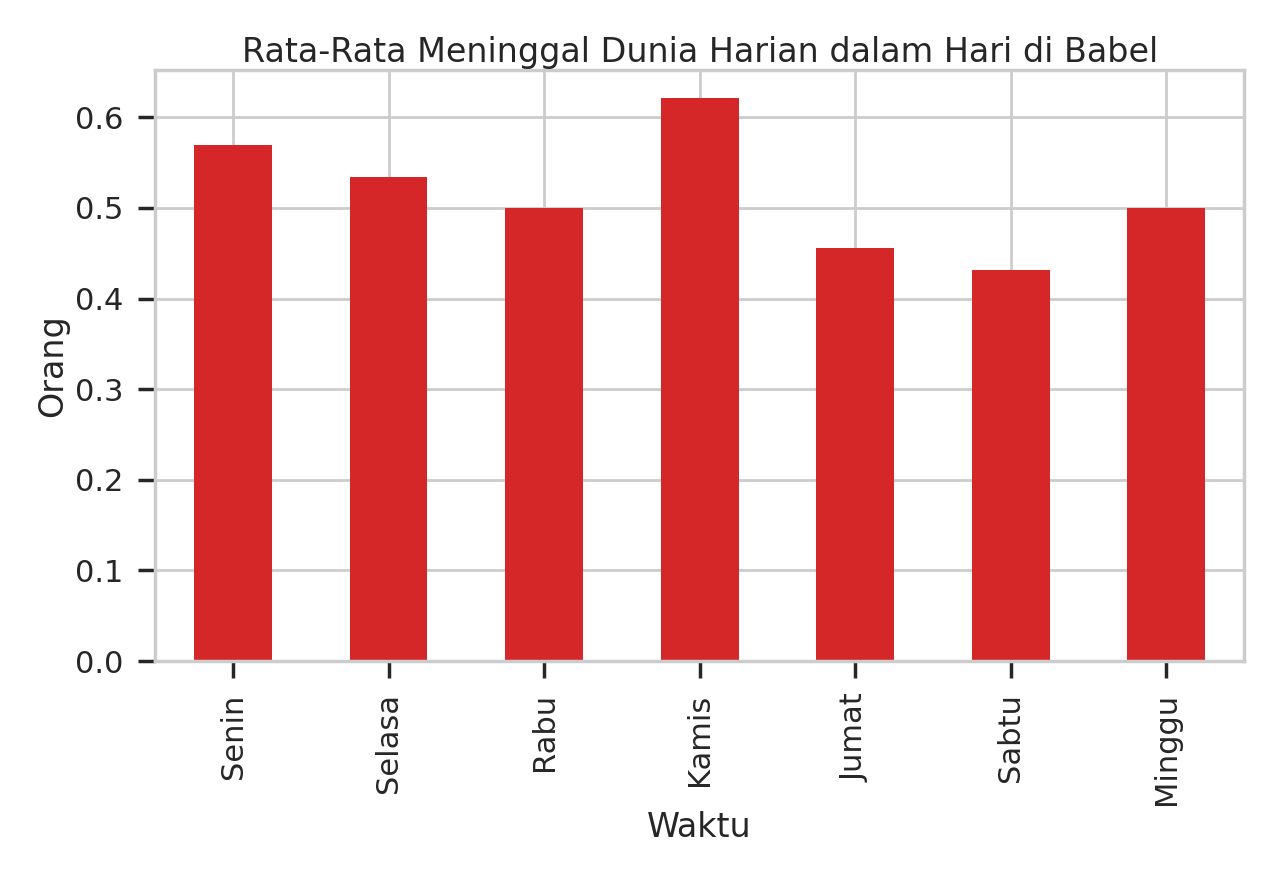 Rata-Rata Meninggal Dunia Harian dalam Hari di Babel
0.6
0.5
0.4
0.3
0.2
0.1
0.0
Orang
Senin
Selasa
Rabu
Kamis
Jumat
Sabtu
Minggu
Waktu